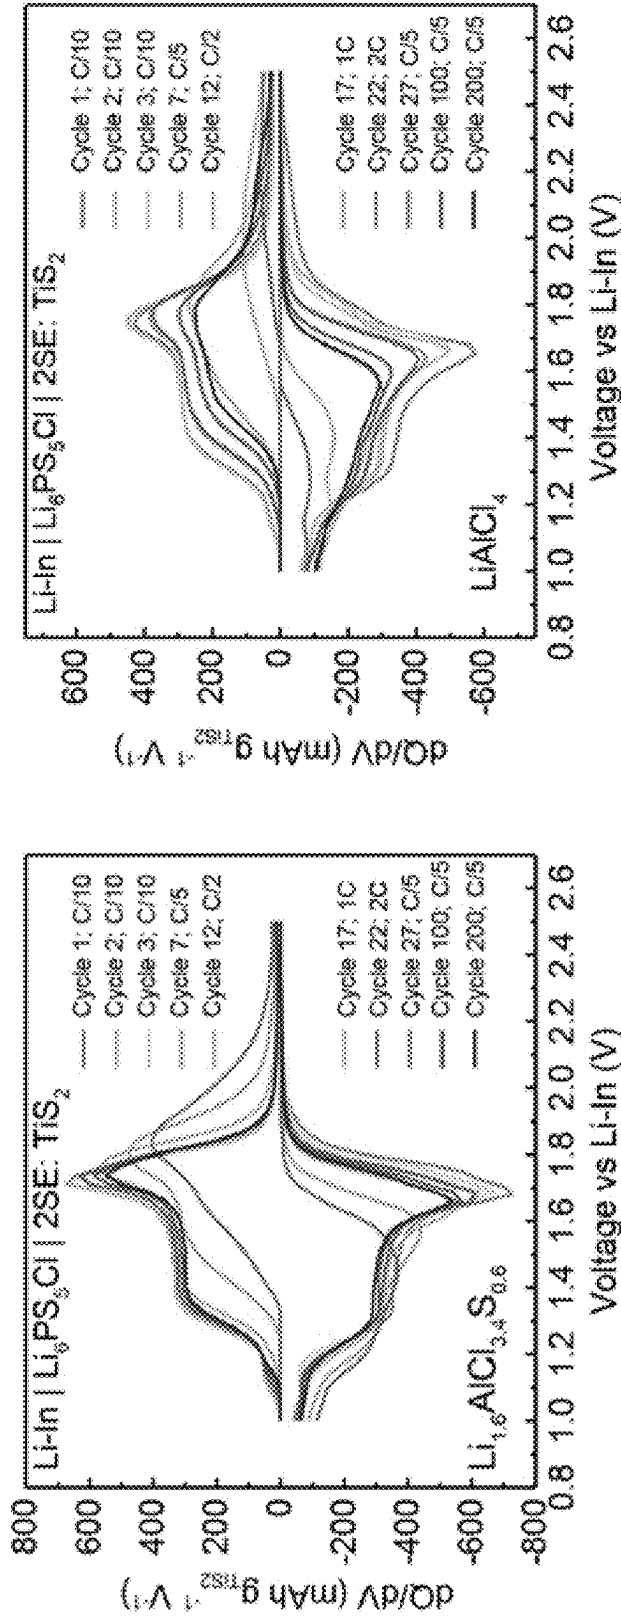 Li-In | Li6PS5Cl | 2SE: TiS2
Cycle 1; C/10
Cycle 2; C/10
Cycle 3; C/10
Cycle 7; C/5
Cycle 12; C/2
Cycle 17; 1C
Cycle 22; 2C
Cycle 27; C/5
Cycle 100; C/5
Cycle 200; C/5
Li1.6AlCl3.4S0.6
800
600
400
200
0
-200
-400
-600
-800
dQ/dV (mAh gTiS2-1 V-1)
0.8 1.0 1.2 1.4 1.6 1.8 2.0 2.2 2.4 2.6
Voltage vs Li-In (V)
Li-In | Li6PS5Cl | 2SE: TiS2
Cycle 1; C/10
Cycle 2; C/10
Cycle 3; C/10
Cycle 7; C/5
Cycle 12; C/2
Cycle 17; 1C
Cycle 22; 2C
Cycle 27; C/5
Cycle 100; C/5
Cycle 200; C/5
LiAlCl4
600
400
200
0
-200
-400
-600
dQ/dV (mAh gTiS2-1 V-1)
0.8 1.0 1.2 1.4 1.6 1.8 2.0 2.2 2.4 2.6
Voltage vs Li-In (V)